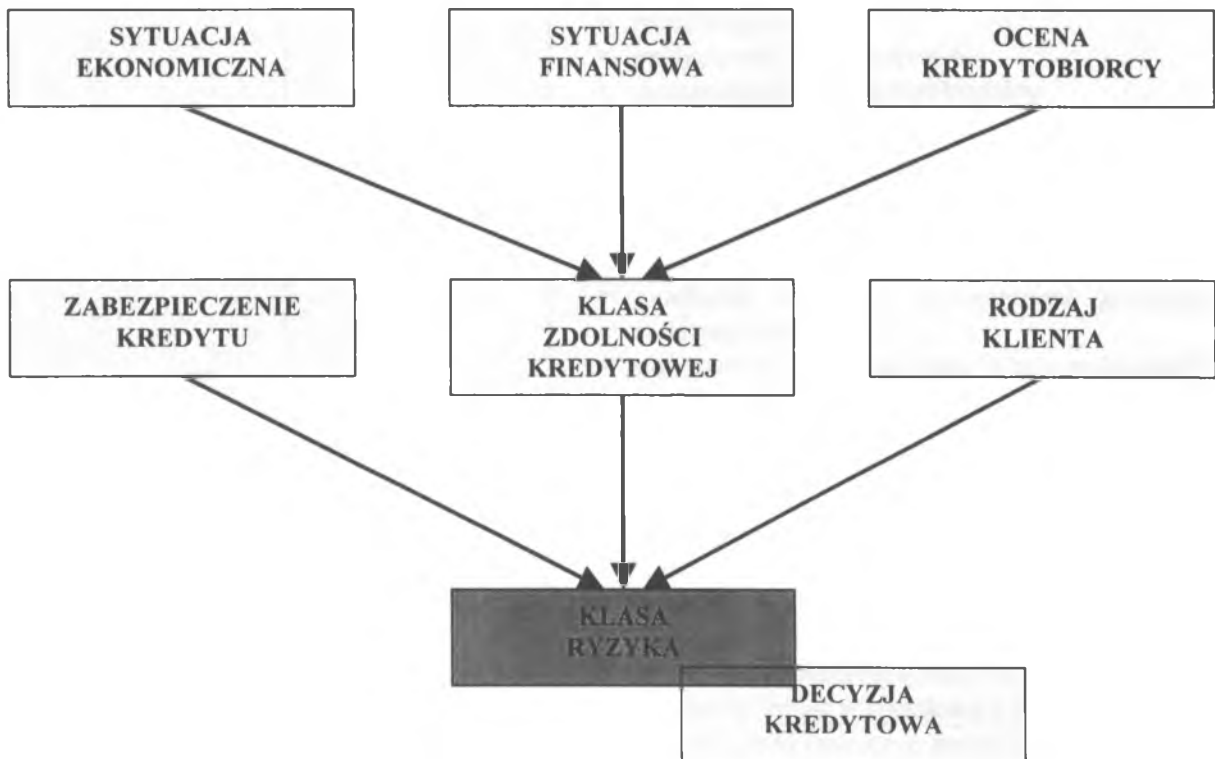 SYTUACJA
EKONOMICZNA
SYTUACJA
FINANSOWA
OCENA
KREDYTOBIORCY
ZABEZPIECZENIE
KREDYTU
KLASA
ZDOLNOŚCI
KREDYTOWEJ
RODZAJ
KLIENTA
KLASA
RYZYKA
DECYZJA
KREDYTOWA